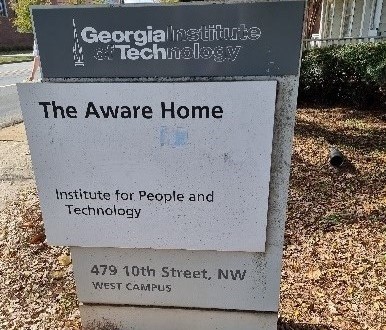 Georgia Institute
of Technology
The Aware Home
Institute for People and
Technology
479 10th Street, NW
WEST CAMPUS